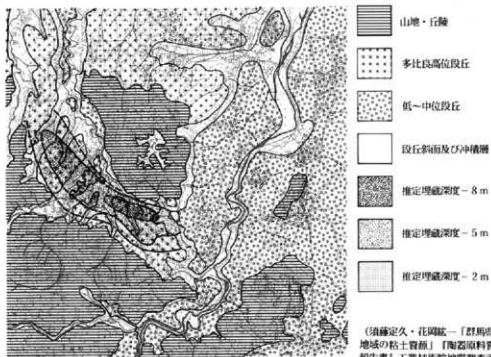 山地・丘陵
多比良高位段丘
低〜中位段丘
段丘斜面及び沖積層
推定埋蔵深度-8m
推定埋蔵深度-5m
推定埋蔵深度-2m
(須藤定久・花岡紘一「群馬県
地域の粘土資源」『陶器原料資